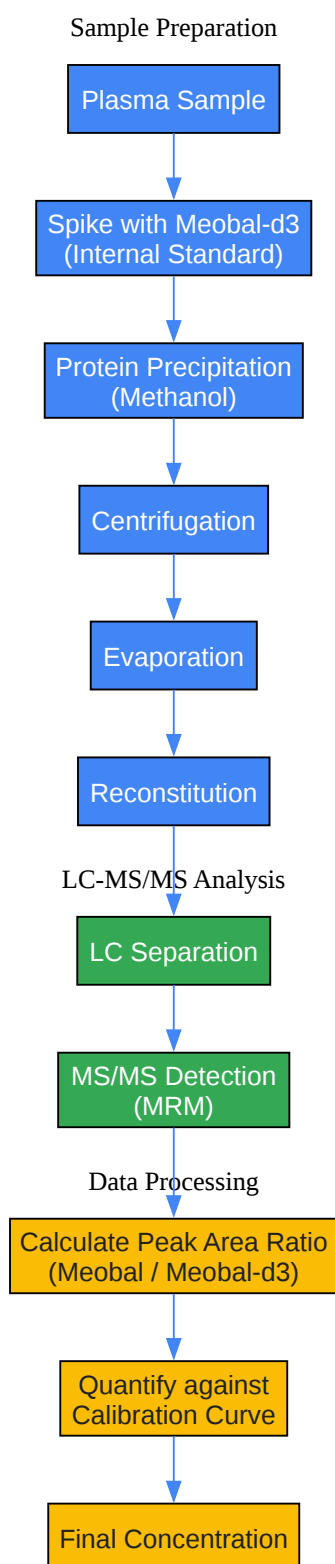 Sample Preparation
Plasma Sample
Spike with Meobal-d3
(Internal Standard)
Protein Precipitation
(Methanol)
Centrifugation
Evaporation
Reconstitution
LC-MS/MS Analysis
LC Separation
MS/MS Detection
(MRM)
Data Processing
Calculate Peak Area Ratio
(Meobal / Meobal-d3)
Quantify against
Calibration Curve
Final Concentration